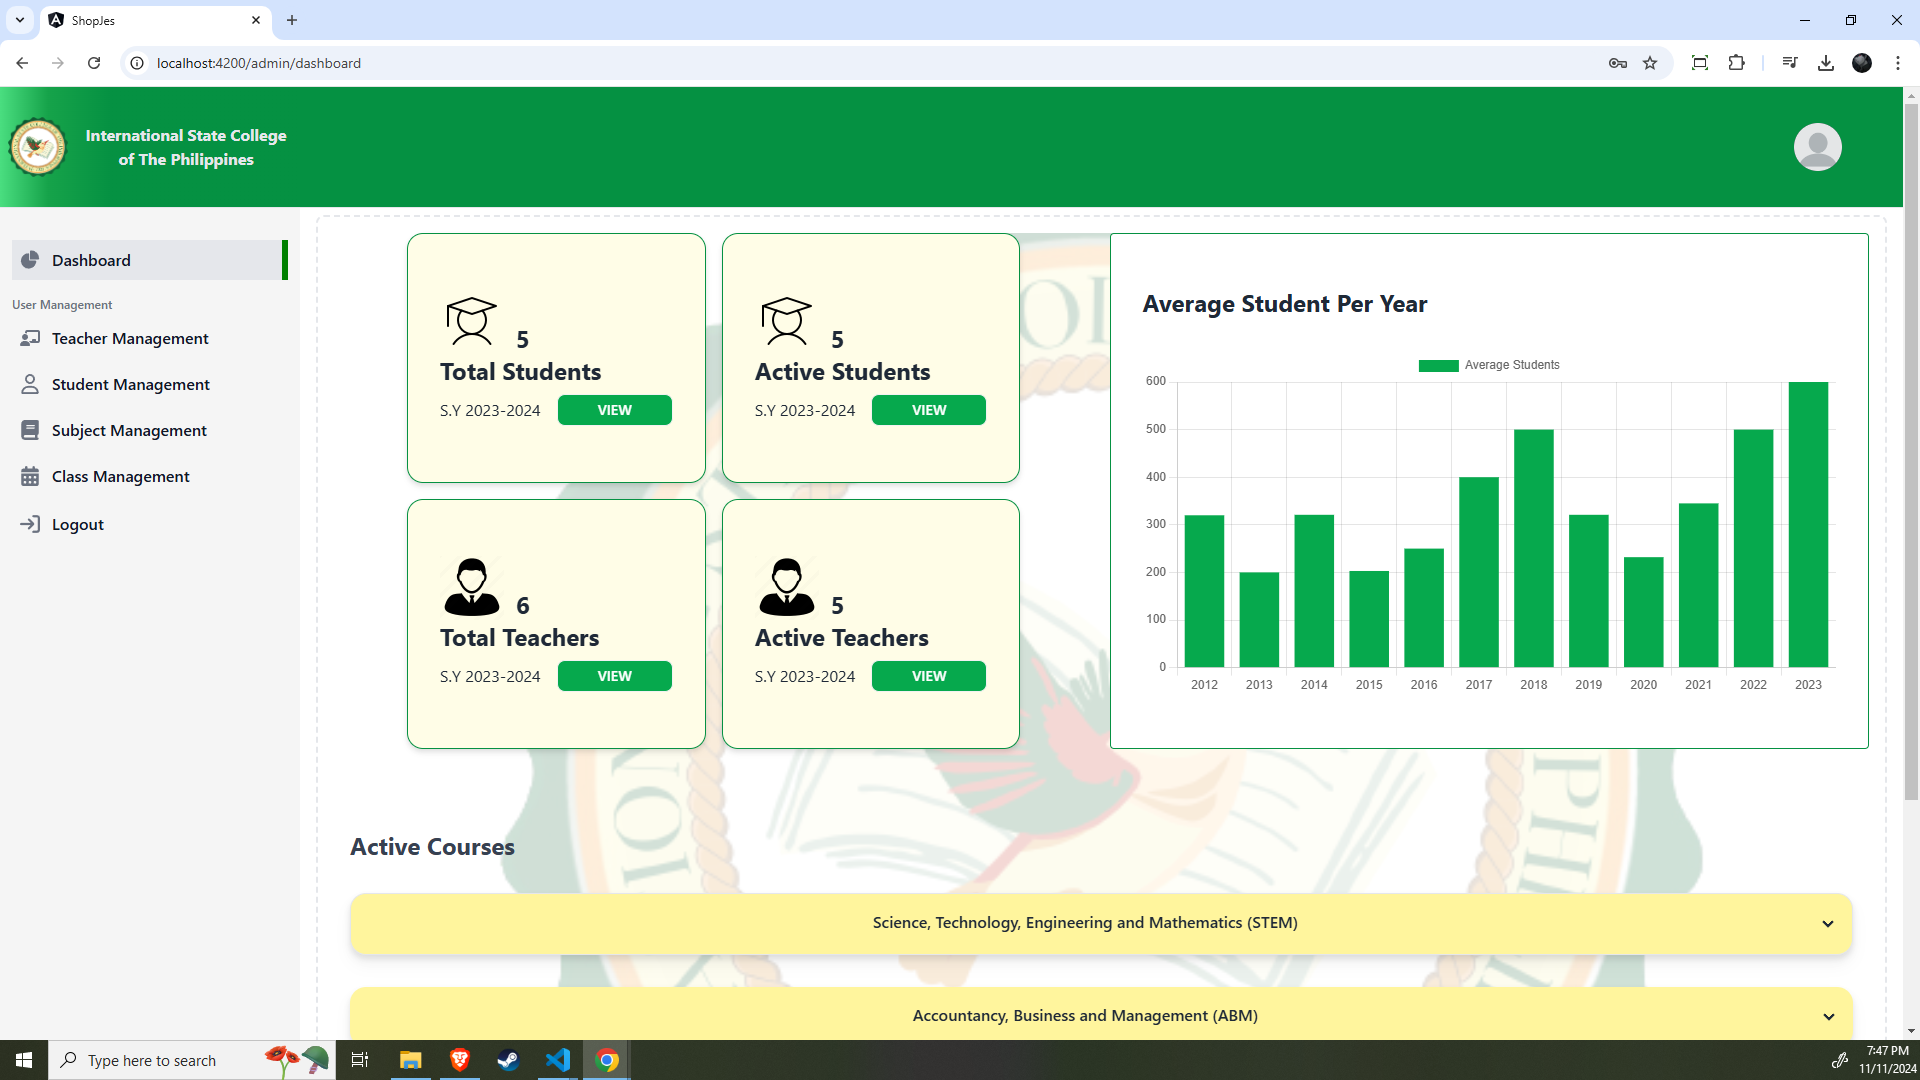 ShopJes
localhost:4200/admin/dashboard
International State College
of The Philippines
Dashboard
User Management
Teacher Management
Student Management
Subject Management
Class Management
Logout
5
Total Students
S.Y 2023-2024 VIEW
5
Active Students
S.Y 2023-2024 VIEW
6
Total Teachers
S.Y 2023-2024 VIEW
5
Active Teachers
S.Y 2023-2024 VIEW
Average Student Per Year
Average Students
600
500
400
300
200
100
0
2012 2013 2014 2015 2016 2017 2018 2019 2020 2021 2022 2023
Active Courses
Science, Technology, Engineering and Mathematics (STEM)
Accountancy, Business and Management (ABM)
Type here to search
7:47 PM
11/11/2024